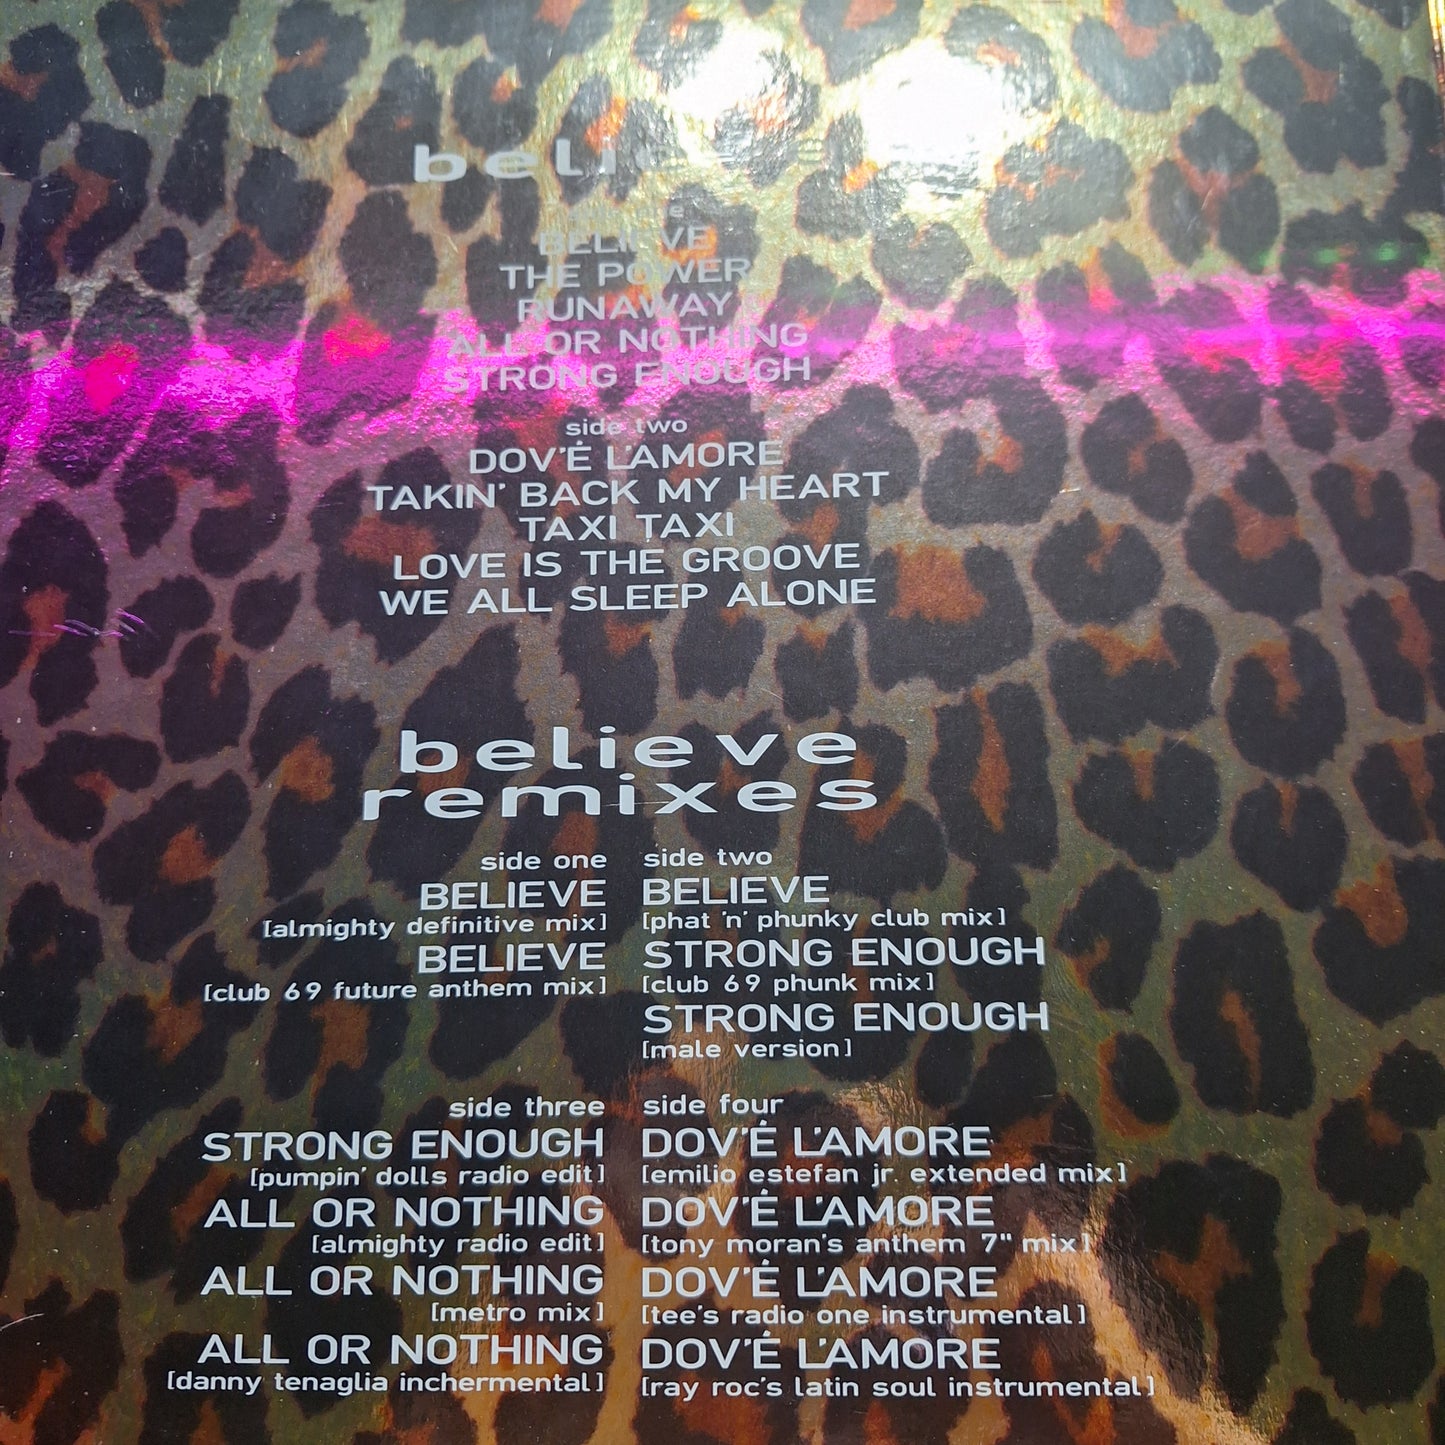 beli
BELIEVE
THE POWER
RUNAWAY
ALL OR NOTHING
STRONG ENOUGH
side two
DOV'É L'AMORE
TAKIN' BACK MY HEART
TAXI TAXI
LOVE IS THE GROOVE
WE ALL SLEEP ALONE
believe
remixes
side one
BELIEVE
[almighty definitive mix]
BELIEVE
[club 69 future anthem mix]
side two
BELIEVE
[phat 'n' phunky club mix]
STRONG ENOUGH
[club 69 phunk mix]
STRONG ENOUGH
[male version]
side three
STRONG ENOUGH
[pumpin' dolls radio edit]
ALL OR NOTHING
[almighty radio edit]
ALL OR NOTHING
[metro mix]
ALL OR NOTHING
[danny tenaglia inchermental]
side four
DOV'É L'AMORE
[emilio estefan jr. extended mix]
DOV'É L'AMORE
[tony moran's anthem 7" mix]
DOV'É L'AMORE
[tee's radio one instrumental]
DOV'É L'AMORE
[ray roc's latin soul instrumental]